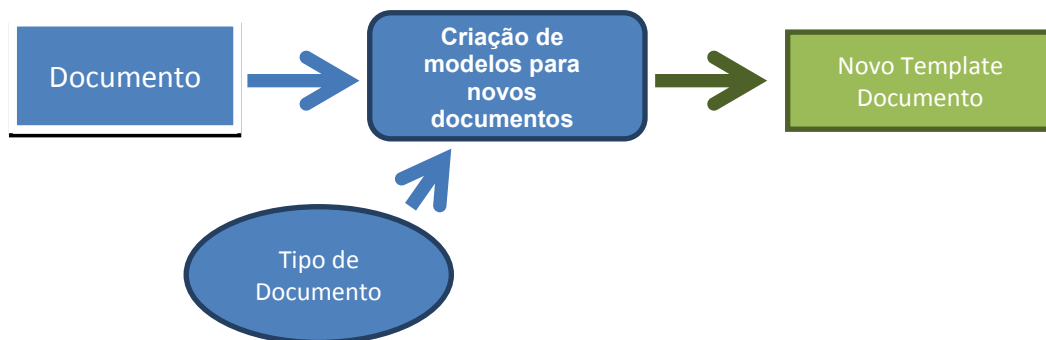 Documento
Criação de
modelos para
novos
documentos
Novo Template
Documento
Tipo de
Documento